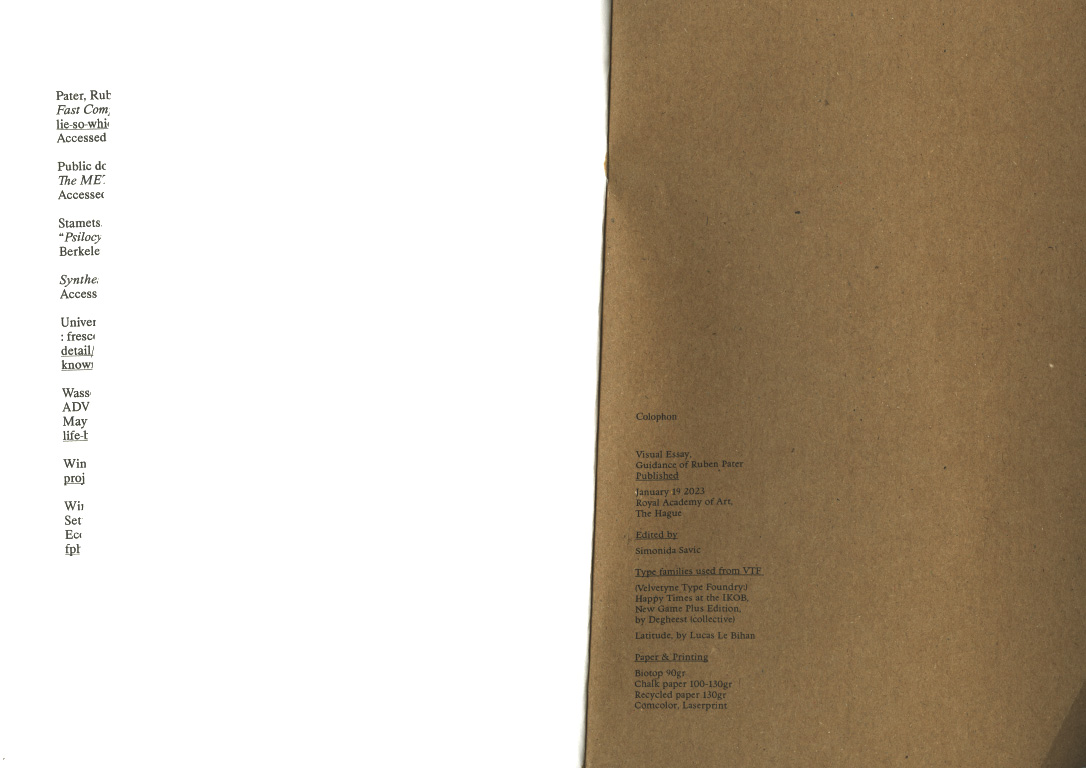 Pater, Rub
Fast Com
lie-so-whi
Accessed
Public do
The ME
Accessed
Stamets
“Psilocy
Berkele
Synthe
Access
Univer
: fresc
detail/
know
Wass
ADV
May
life-b
Win
proj
Wi
Set
Ec
fpl
Colophon
Visual Essay,
Guidance of Ruben Pater
Published
January 19 2023
Royal Academy of Art,
The Hague
Edited by
Simonida Savic
Type families used from VTF
(Velvetyne Type Foundry:)
Happy Times at the IKOB,
New Game Plus Edition,
by Degheest (collective)
Latitude, by Lucas Le Bihan
Paper & Printing
Biotop 90gr
Chalk paper 100-130gr
Recycled paper 130gr
Comcolor, Laserprint